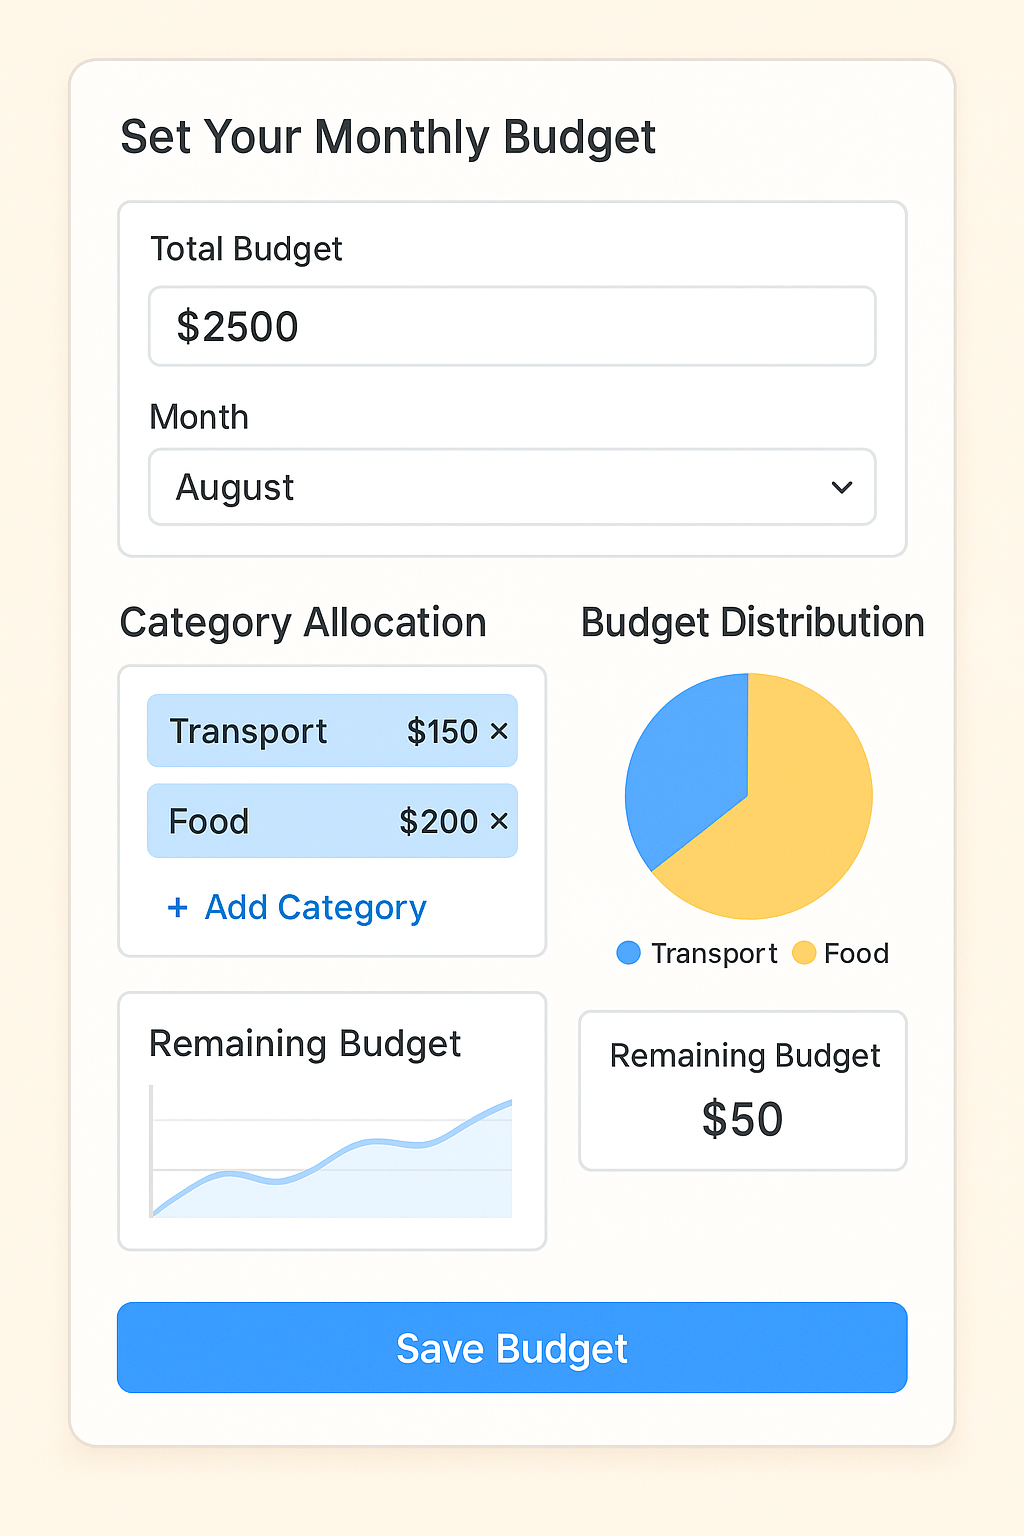 Set Your Monthly Budget
Total Budget
$2500
Month
August
Category Allocation
Transport $150 ×
Food $200 ×
+ Add Category
Budget Distribution
Transport Food
Remaining Budget
Remaining Budget
$50
Save Budget